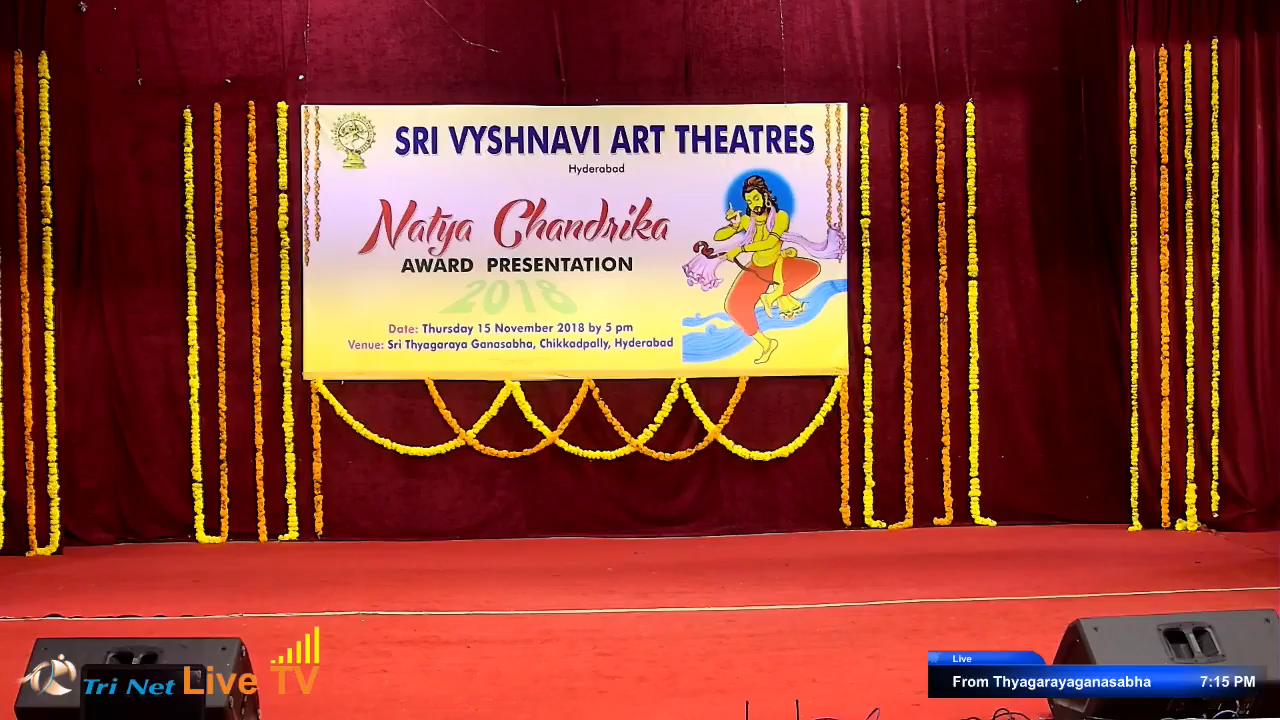 SRI VYSHNAVI ART THEATRES
Hyderabad
Natya Chandrika
AWARD PRESENTATION
2018
Date: Thursday 15 November 2018 by 5 pm
Venue: Sri Thyagaraya Ganasabha, Chikkadpally, Hyderabad
Tri Net Live TV
Live
From Thyagarayaganasabha 7:15 PM